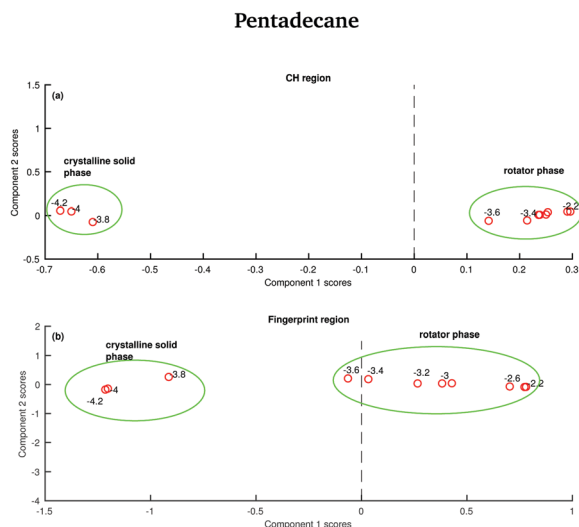 Pentadecane
CH region
(a)
Component 2 scores
1.5
1
0.5
0
-0.5
crystalline solid
phase
-4.2
-4
-3.8
rotator phase
-3.6
-3.4
-2.2
-0.7
-0.6
-0.5
-0.4
-0.3
-0.2
-0.1
0
0.1
0.2
0.3
Component 1 scores
Fingerprint region
(b)
Component 2 scores
2
1
0
-1
-2
-3
-4
crystalline solid
phase
-4.2
-4
-3.8
rotator phase
-3.6
-3.4
-3.2
-3
-2.6
-2.2
-1.5
-1
-0.5
0
0.5
1
Component 1 scores